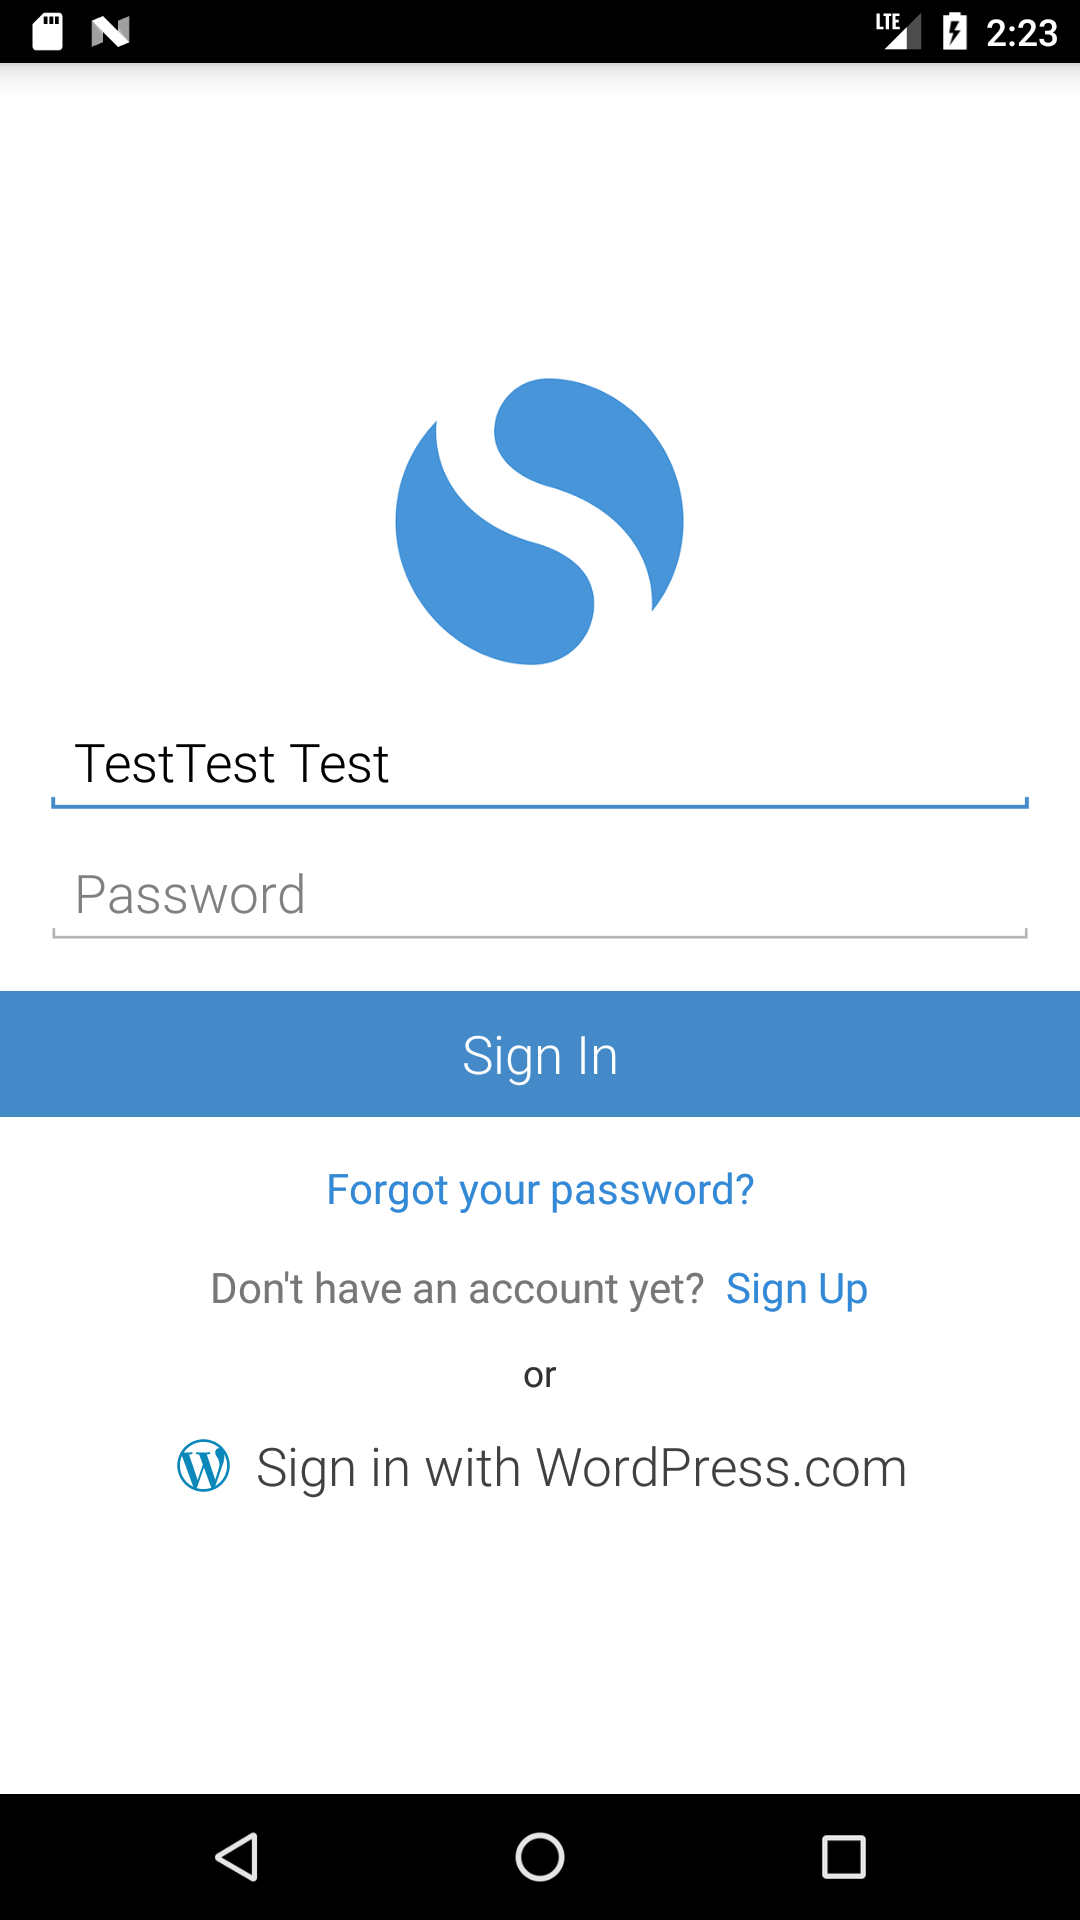 LTE 2:23
TestTest Test
Password
Sign In
Forgot your password?
Don't have an account yet? Sign Up
or
Sign in with WordPress.com